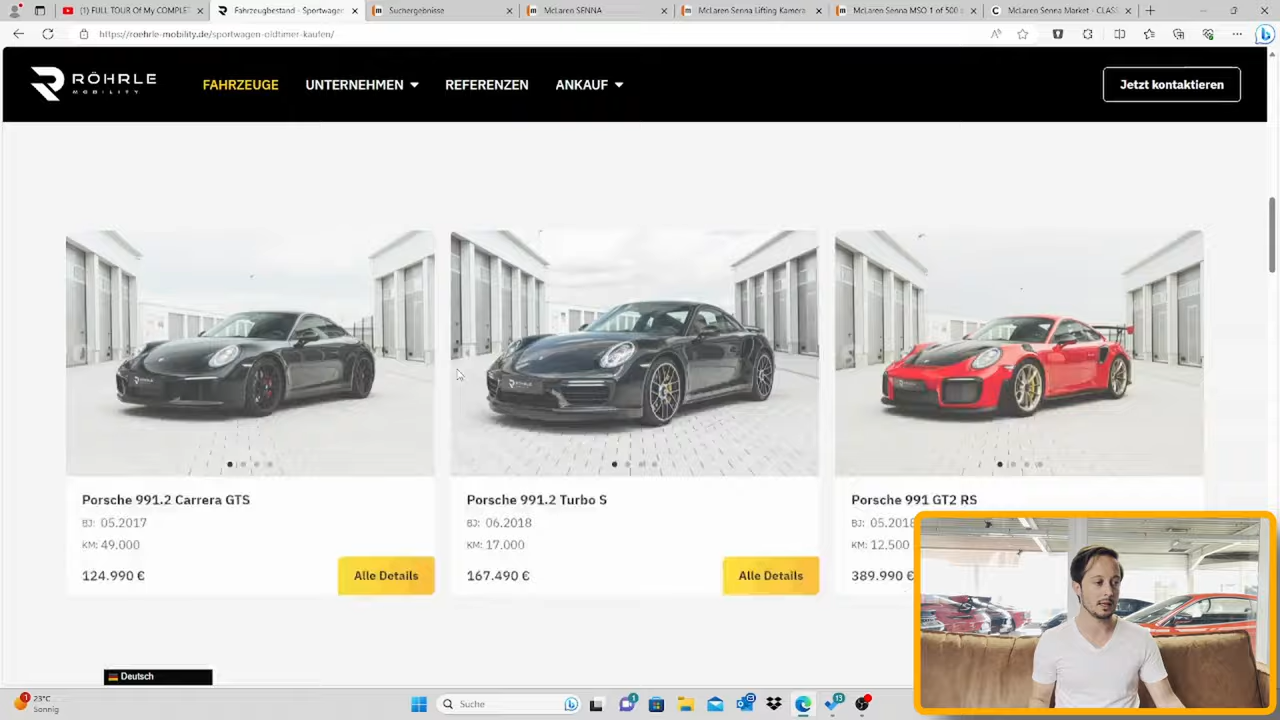 (1) FULL TOUR Of My COMPLET
Fahrzeugbestand - Sportwagen
Suchergebnisse
McLaren SENNA
McLaren Senna Lifting Kamera
McLaren Senna MSO 1 of 500
McLaren Senna Market - CLAS
https://roehrle-mobility.de/sportwagen-oldtimer-kaufen/
RÖHRLE
MOBILITY
FAHRZEUGE
UNTERNEHMEN
REFERENZEN
ANKAUF
Jetzt kontaktieren
Porsche 991.2 Carrera GTS
BJ: 05.2017
KM: 49.000
124.990 €
Alle Details
Porsche 991.2 Turbo S
BJ: 06.2018
KM: 17.000
167.490 €
Alle Details
Porsche 991 GT2 RS
BJ: 05.2018
KM: 12.500
389.990 €
Deutsch
23°C
Sonnig
Suche